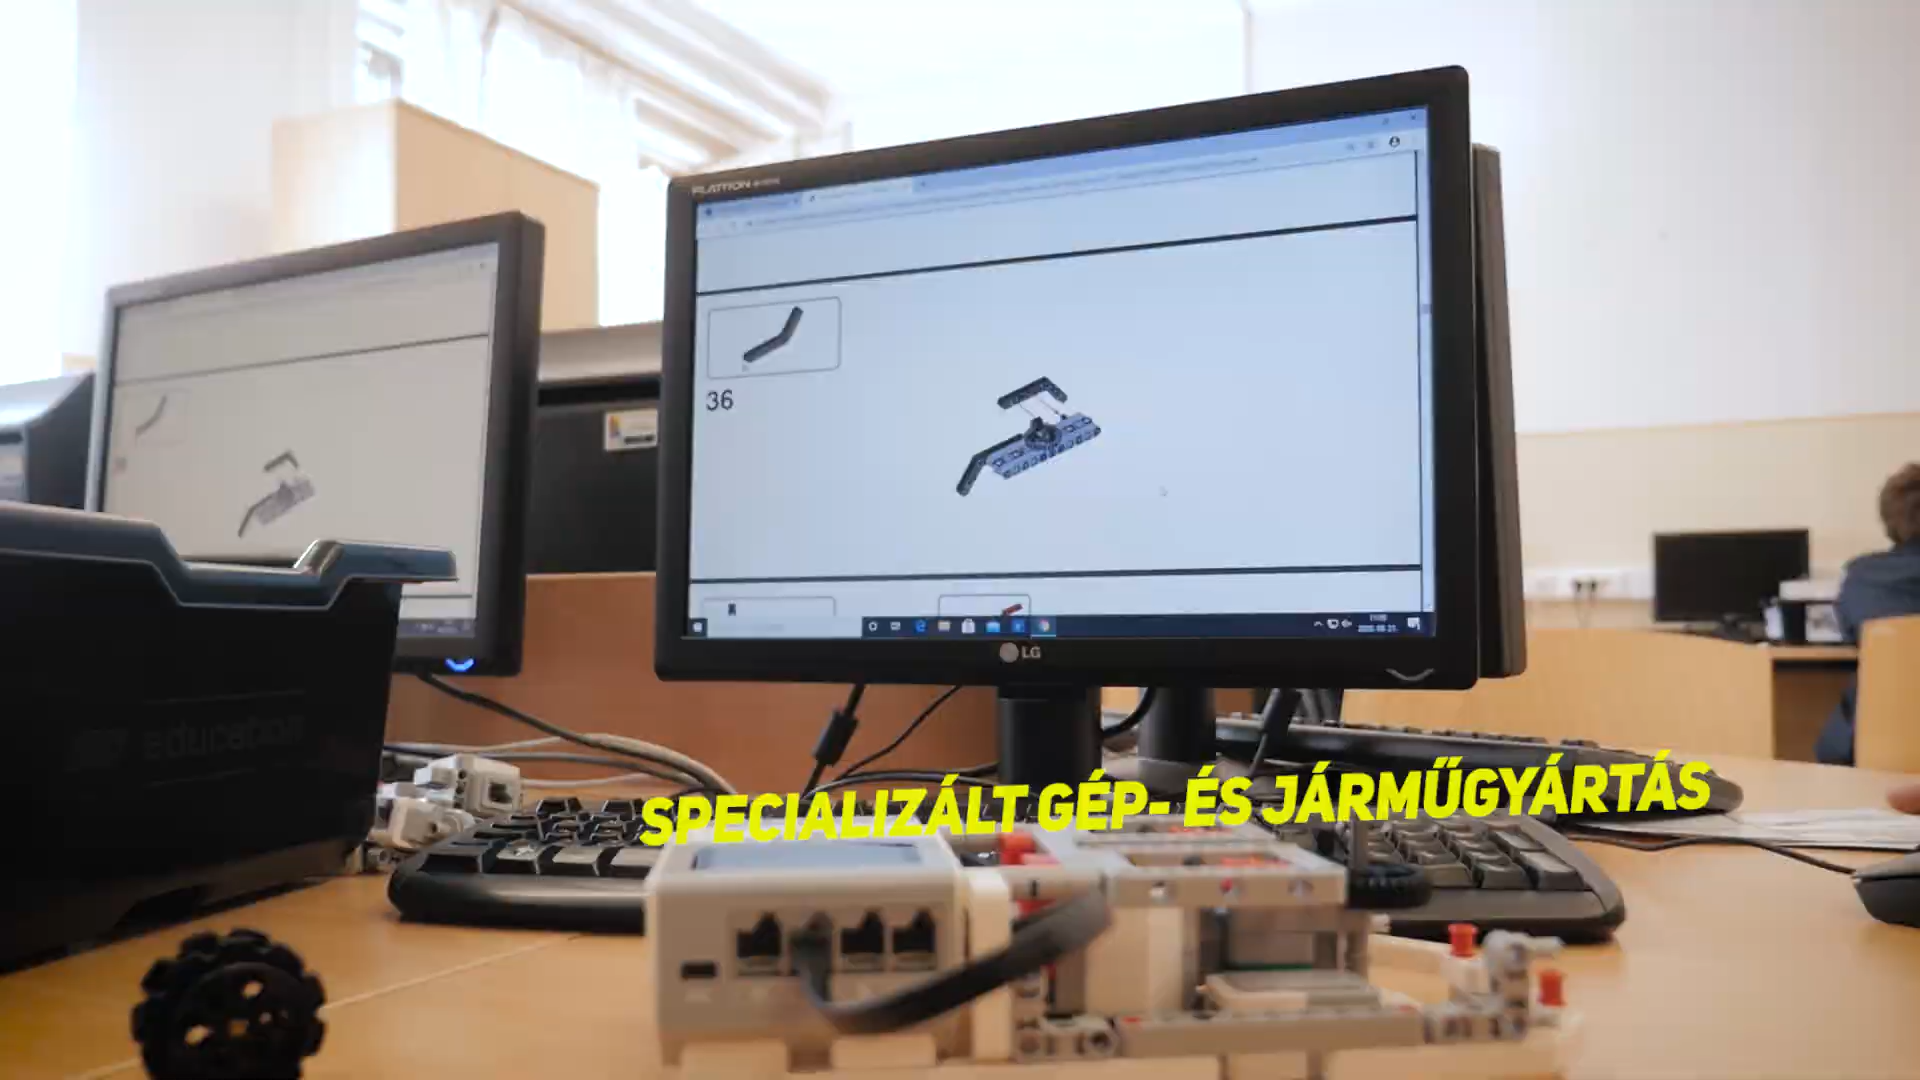 FLATRON
36
LG
education
SPECIALIZÁLT GÉP- ÉS JÁRMŰGYÁRTÁS